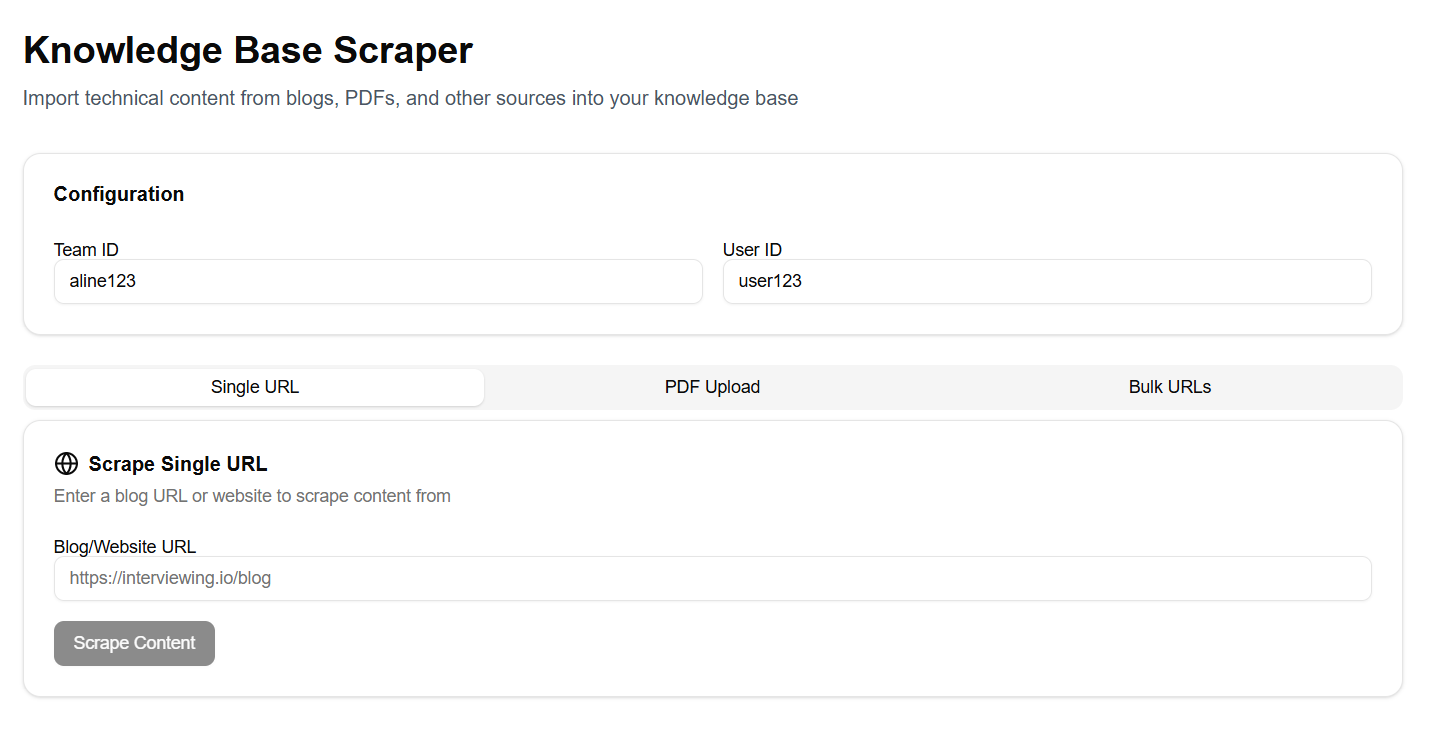 Knowledge Base Scraper
Import technical content from blogs, PDFs, and other sources into your knowledge base
Configuration
Team ID
User ID
aline123
user123
Single URL
PDF Upload
Bulk URLs
Scrape Single URL
Enter a blog URL or website to scrape content from
Blog/Website URL
https://interviewing.io/blog
Scrape Content